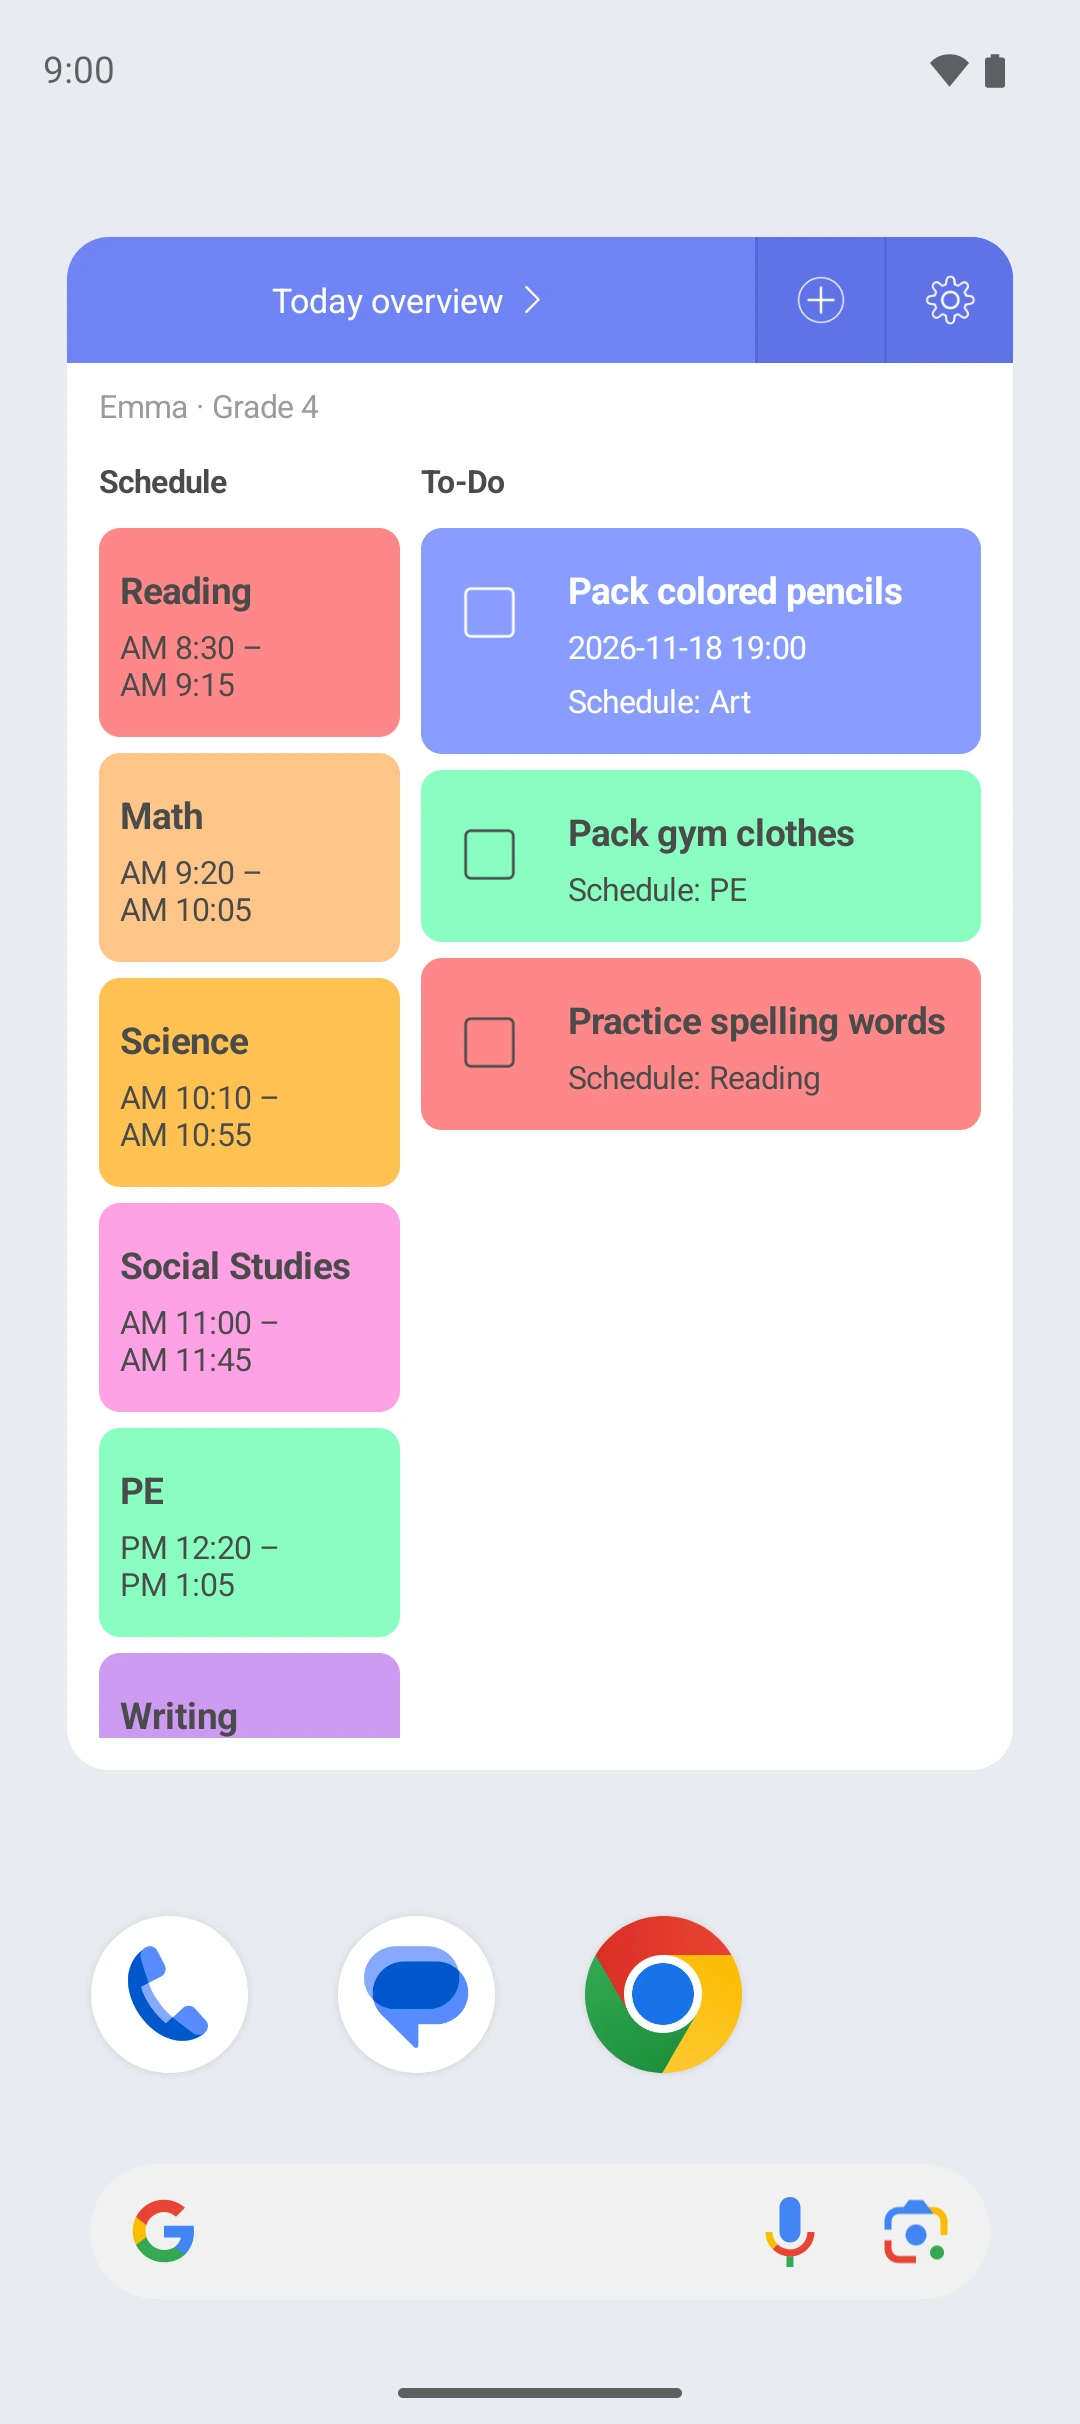 9:00
Today overview
Emma · Grade 4
Schedule
Reading
AM 8:30 –
AM 9:15
Math
AM 9:20 –
AM 10:05
Science
AM 10:10 –
AM 10:55
Social Studies
AM 11:00 –
AM 11:45
PE
PM 12:20 –
PM 1:05
Writing
To-Do
Pack colored pencils
2026-11-18 19:00
Schedule: Art
Pack gym clothes
Schedule: PE
Practice spelling words
Schedule: Reading